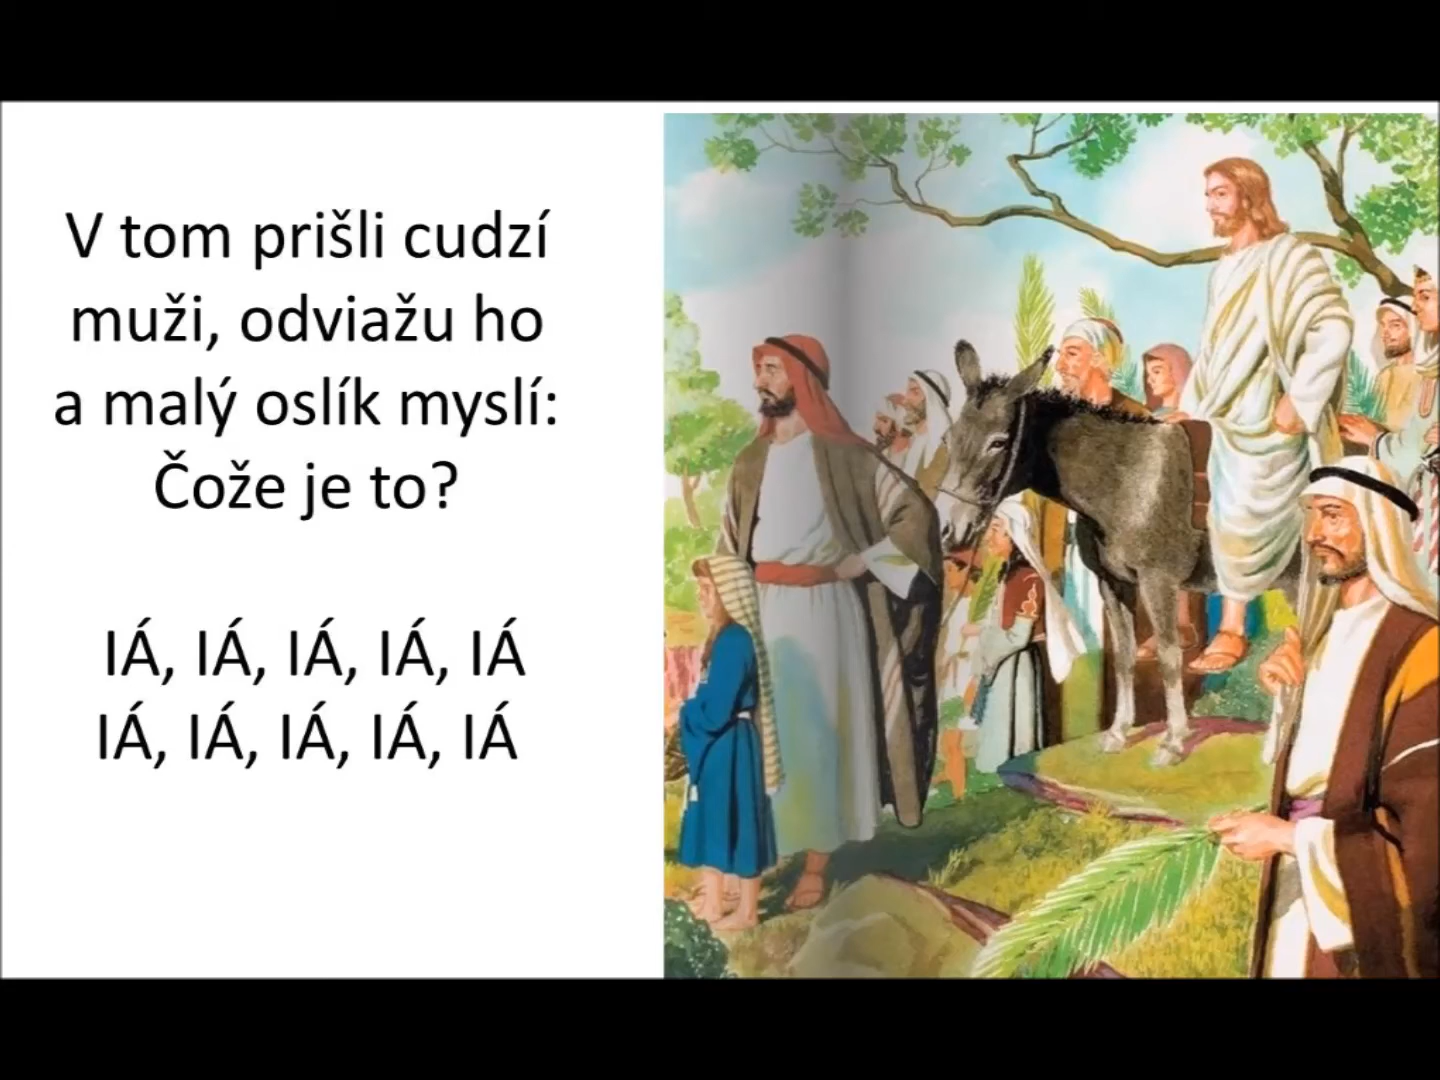 V tom prišli cudzí
muži, odviažu ho
a malý oslík myslí:
Čože je to?
IÁ, IÁ, IÁ, IÁ, IÁ
IÁ, IÁ, IÁ, IÁ, IÁ